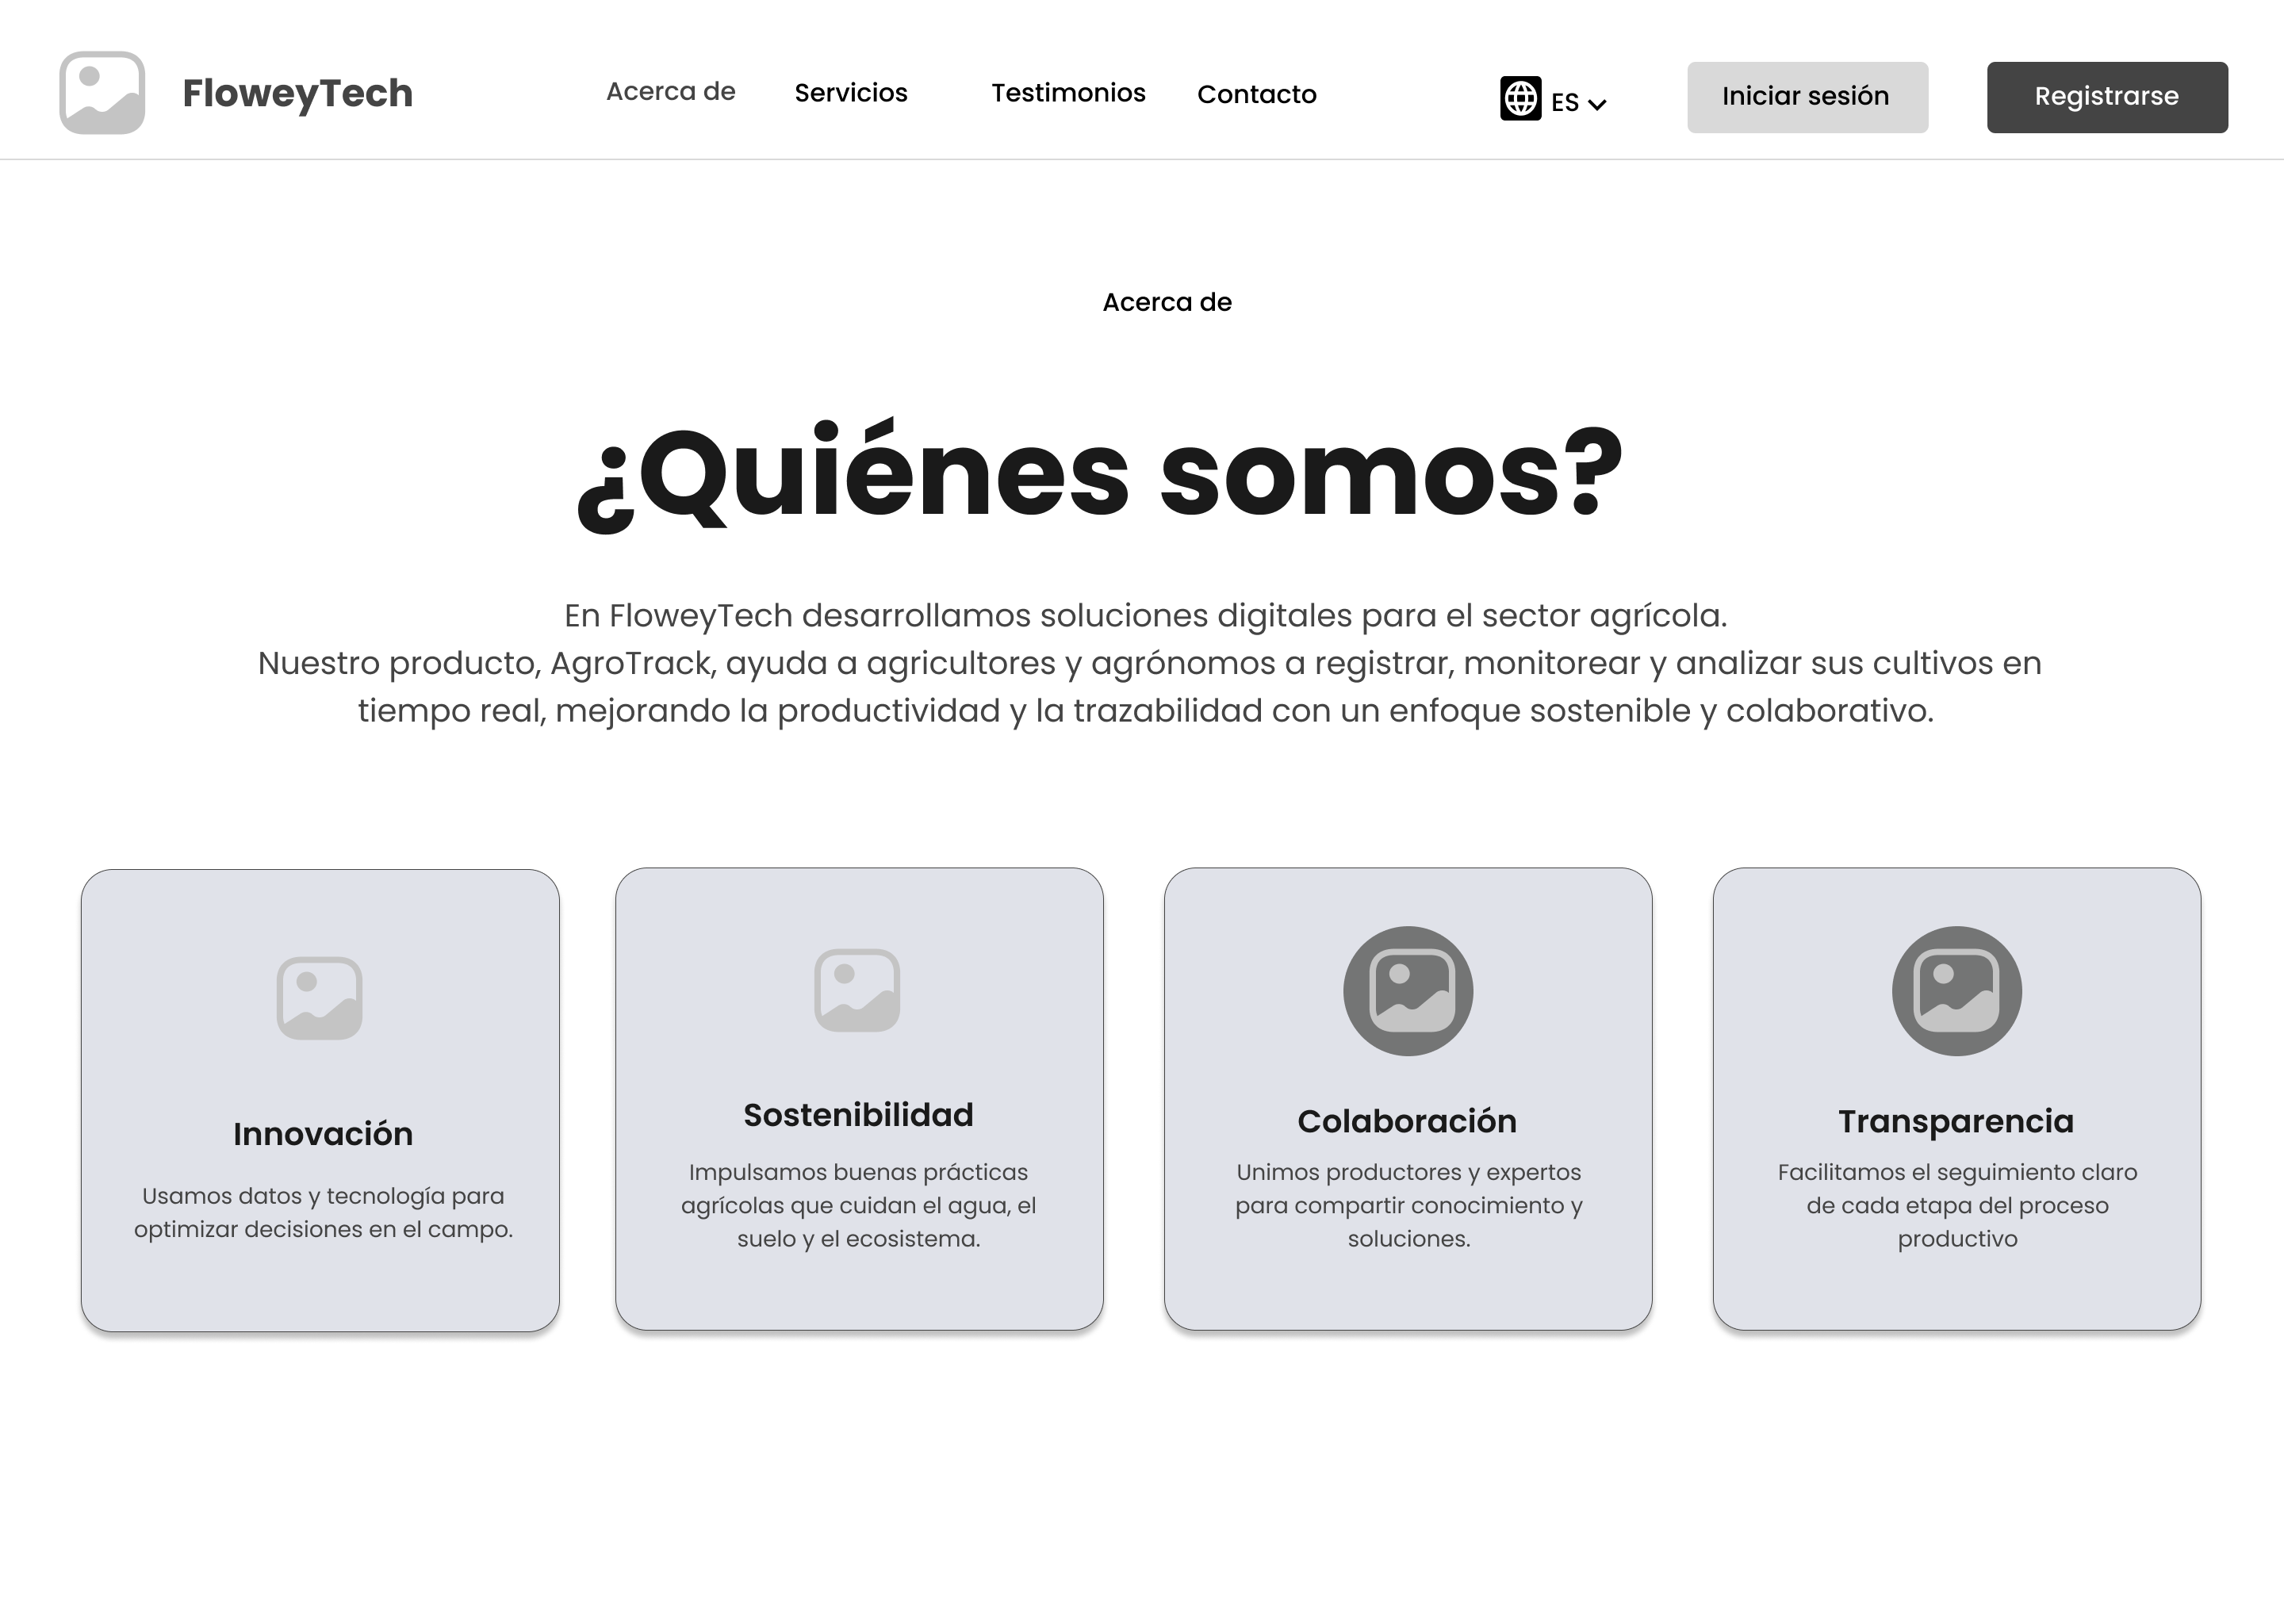 FloweyTech
Acerca de
Servicios
Testimonios
Contacto
ES
Iniciar sesión
Registrarse
Acerca de
¿Quiénes somos?
En FloweyTech desarrollamos soluciones digitales para el sector agrícola.
Nuestro producto, AgroTrack, ayuda a agricultores y agrónomos a registrar, monitorear y analizar sus cultivos en
tiempo real, mejorando la productividad y la trazabilidad con un enfoque sostenible y colaborativo.
Innovación
Usamos datos y tecnología para
optimizar decisiones en el campo.
Sostenibilidad
Impulsamos buenas prácticas
agrícolas que cuidan el agua, el
suelo y el ecosistema.
Colaboración
Unimos productores y expertos
para compartir conocimiento y
soluciones.
Transparencia
Facilitamos el seguimiento claro
de cada etapa del proceso
productivo